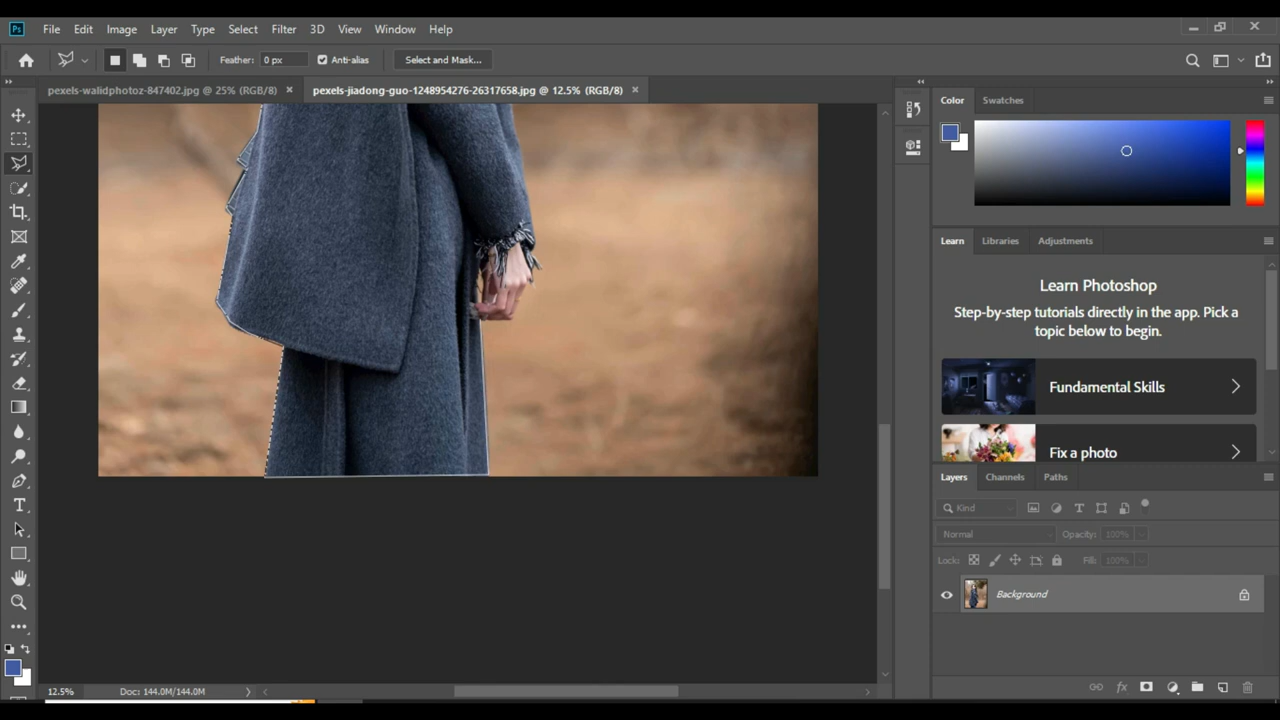 Ps File Edit Image Layer Type Select Filter 3D View Window Help
Feather: 0 px Anti-alias Select and Mask...
pexels-walidphotoz-847402.jpg @ 25% (RGB/8) × pexels-jiadong-guo-1248954276-26317658.jpg @ 12.5% (RGB/8) ×
Color Swatches
Learn Libraries Adjustments
Learn Photoshop
Step-by-step tutorials directly in the app. Pick a
topic below to begin.
Fundamental Skills
Fix a photo
Layers Channels Paths
Kind
Normal Opacity: 100%
Lock: Fill: 100%
Background
fx
12.5% Doc: 144.0M/144.0M